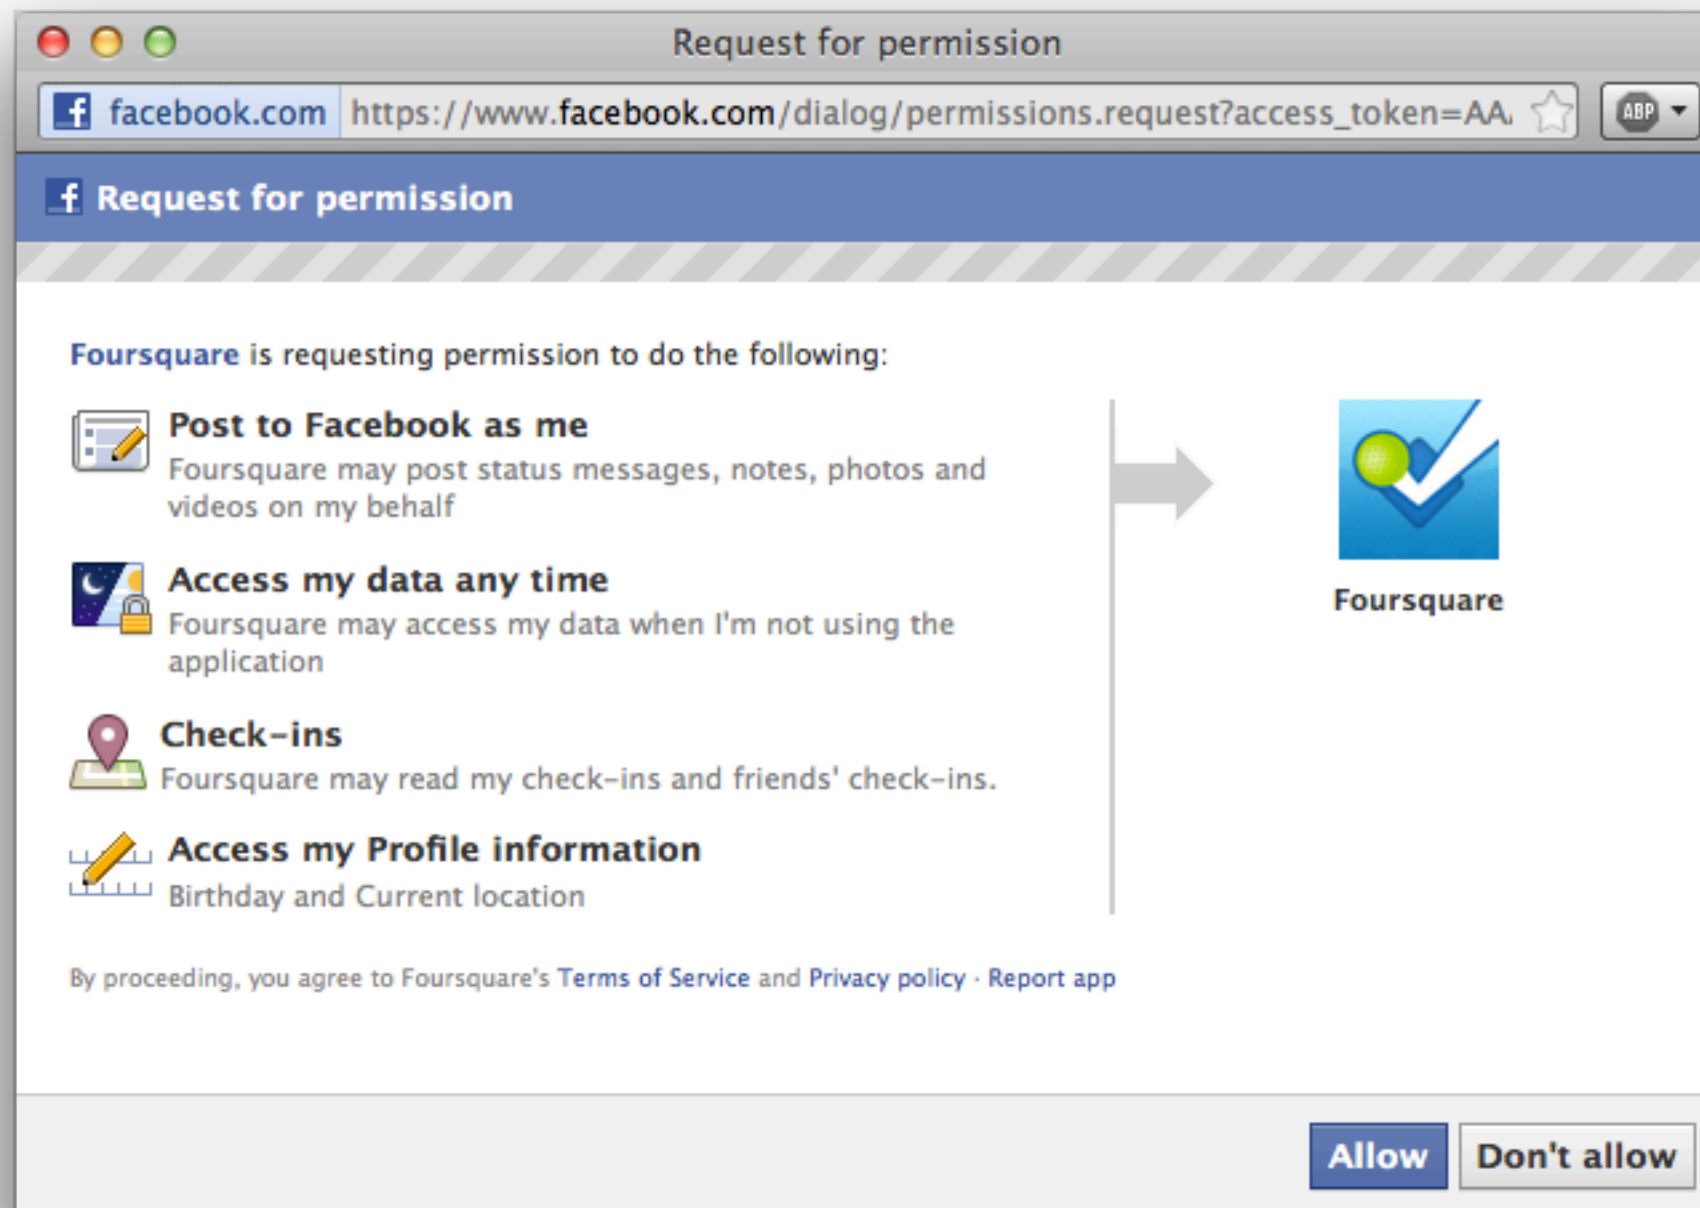 Request for permission
facebook.com https://www.facebook.com/dialog/permissions.request?access_token=AA
ABP
Request for permission
Foursquare is requesting permission to do the following:
Post to Facebook as me
Foursquare may post status messages, notes, photos and
videos on my behalf
Access my data any time
Foursquare may access my data when I'm not using the
application
Check-ins
Foursquare may read my check-ins and friends' check-ins.
Access my Profile information
Birthday and Current location
Foursquare
By proceeding, you agree to Foursquare's Terms of Service and Privacy policy · Report app
Allow Don't allow